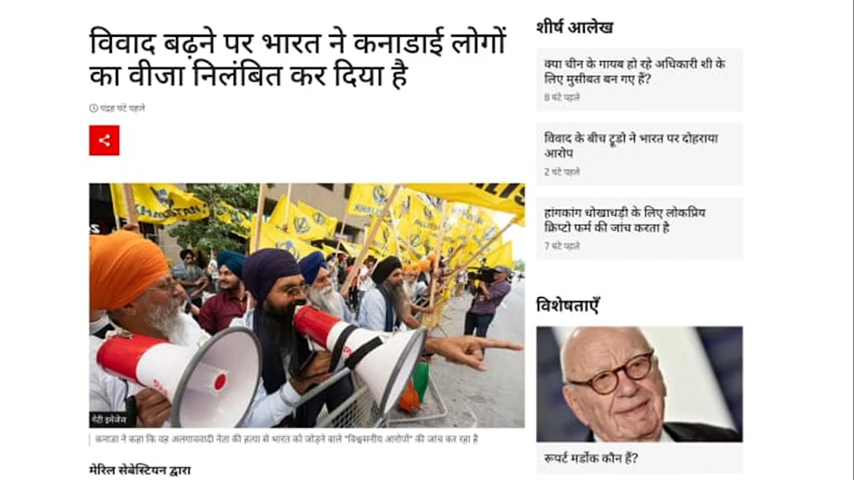 विवाद बढ़ने पर भारत ने कनाडाई लोगों
का वीजा निलंबित कर दिया है
पंद्रह घंटे पहले
KHALISTAN
गेटी इमेजेज
कनाडा ने कहा कि वह अलगाववादी नेता की हत्या से भारत को जोड़ने वाले "विश्वसनीय आरोपों" की जांच कर रहा है
मेरिल सेबेस्टियन द्वारा
शीर्ष आलेख
क्या चीन के गायब हो रहे अधिकारी शी के
लिए मुसीबत बन गए हैं?
8 घंटे पहले
विवाद के बीच ट्रूडो ने भारत पर दोहराया
आरोप
2 घंटे पहले
हांगकांग धोखाधड़ी के लिए लोकप्रिय
क्रिप्टो फर्म की जांच करता है
7 घंटे पहले
विशेषताएँ
रूपर्ट मर्डोक कौन हैं?